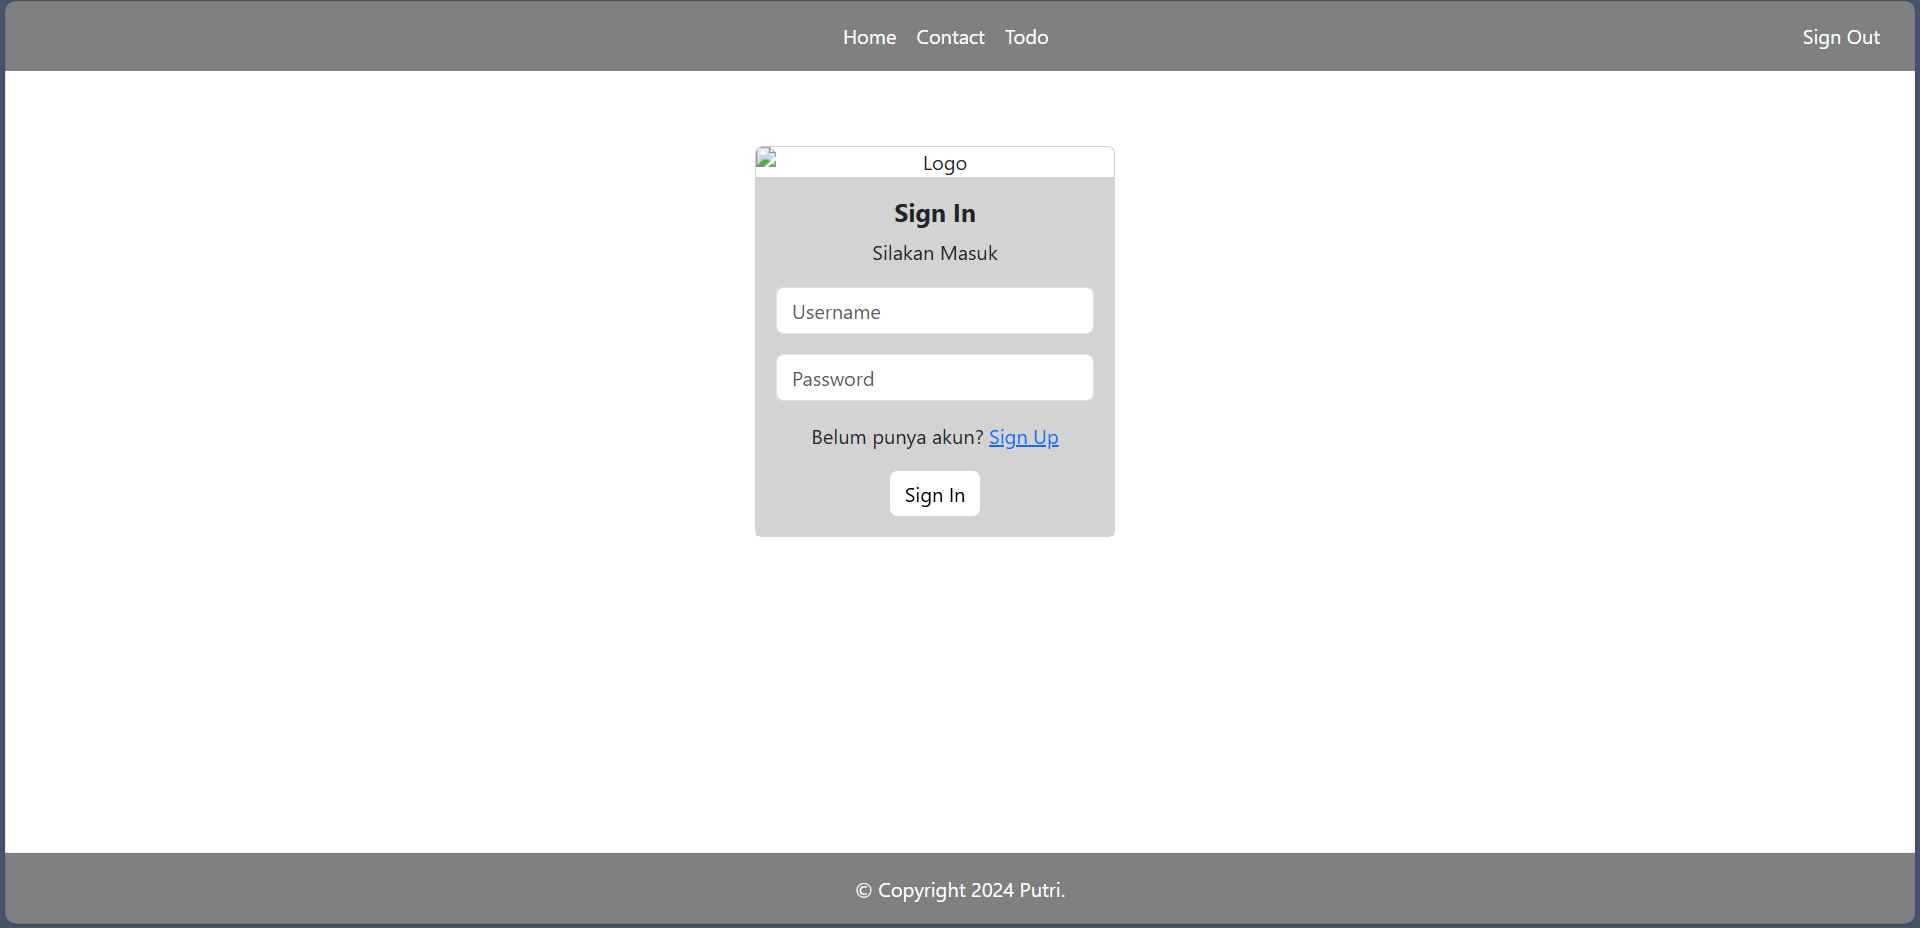 Home Contact Todo Sign Out
Logo
Sign In
Silakan Masuk
Username
Password
Belum punya akun? Sign Up
Sign In
© Copyright 2024 Putri.